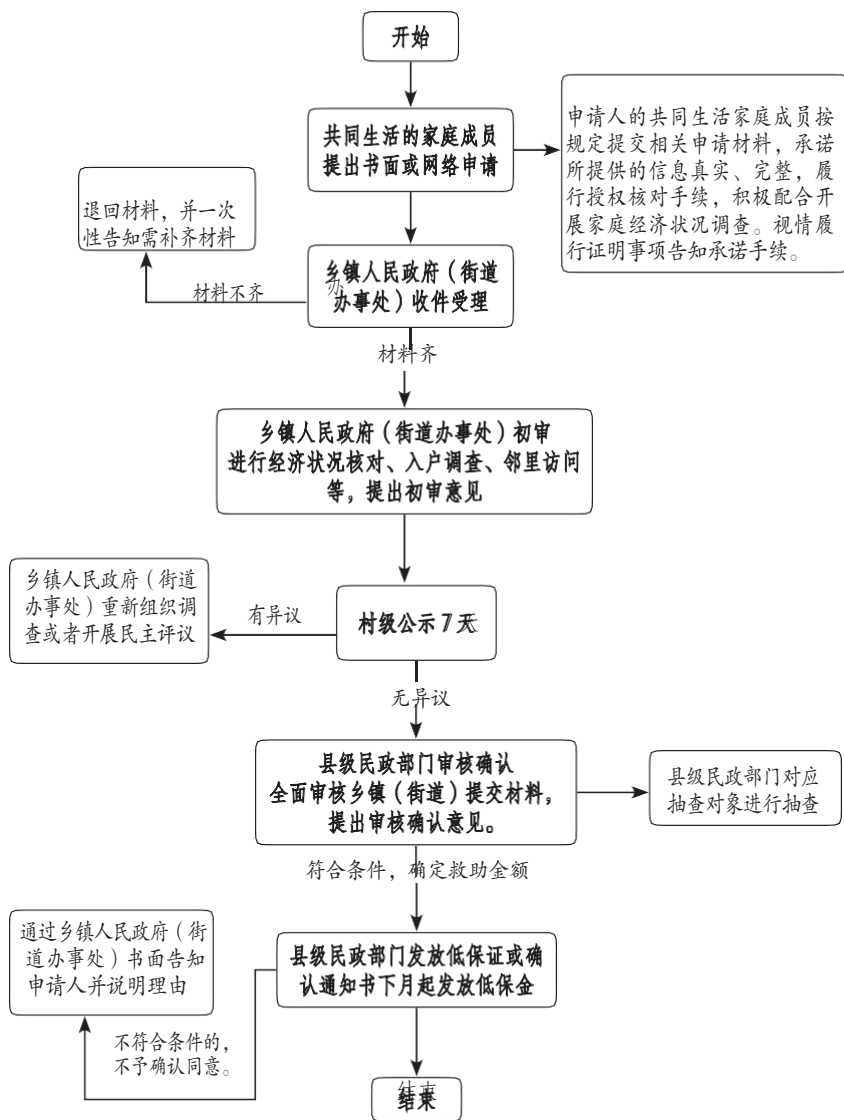 开始
共同生活的家庭成员
提出书面或网络申请
申请人的共同生活家庭成员按
规定提交相关申请材料，承诺
所提供的信息真实、完整，履
行授权核对手续，积极配合开
展家庭经济状况调查。视情履
行证明事项告知承诺手续。
退回材料，并一次
性告知需补齐材料
材料不齐
乡镇人民政府（街道
办事处）收件受理
材料齐
乡镇人民政府（街道办事处）初审
进行经济状况核对、入户调查、邻里访问
等，提出初审意见
乡镇人民政府（街道
办事处）重新组织调
查或者开展民主评议
有异议
村级公示7天
无异议
县级民政部门审核确认
全面审核乡镇（街道）提交材料，
提出审核确认意见。
县级民政部门对应
抽查对象进行抽查
符合条件，确定救助金额
通过乡镇人民政府（街
道办事处）书面告知
申请人并说明理由
县级民政部门发放低保证或确
认通知书下月起发放低保金
不符合条件的，
不予确认同意。
结束